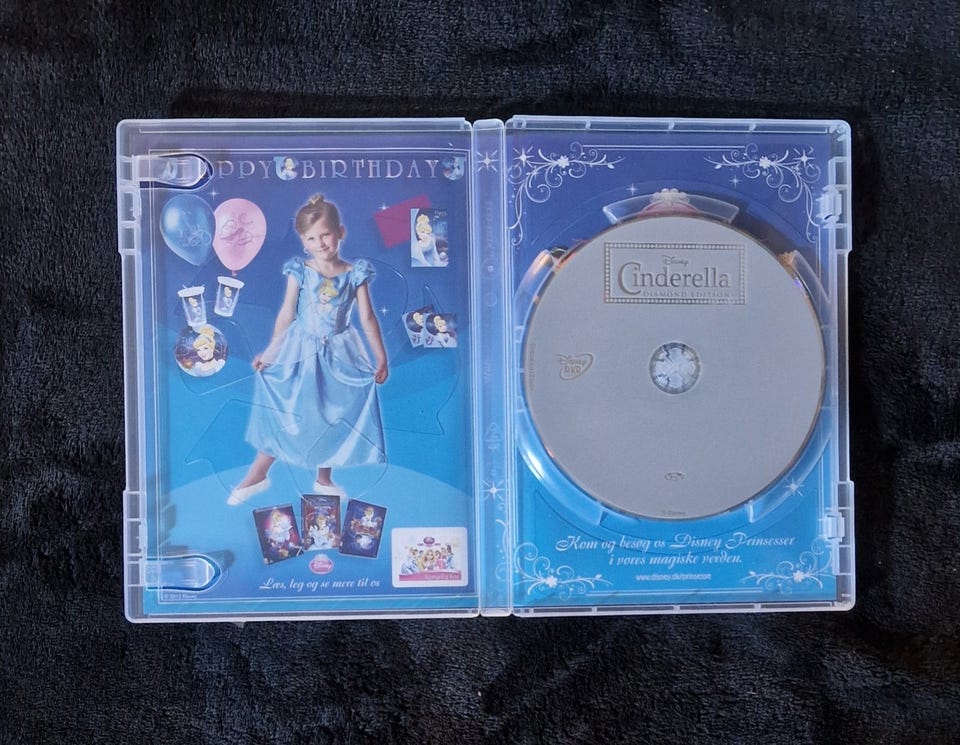 HAPPY BIRTHDAY
Læs, leg og se mere til os
© 2012 Disney
Disney
Cinderella
DIAMOND EDITION
Disney
DVD
© Disney
Kom og besøg os Disney Prinsesser
i vores magiske verden.
www.disney.dk/prinsesse